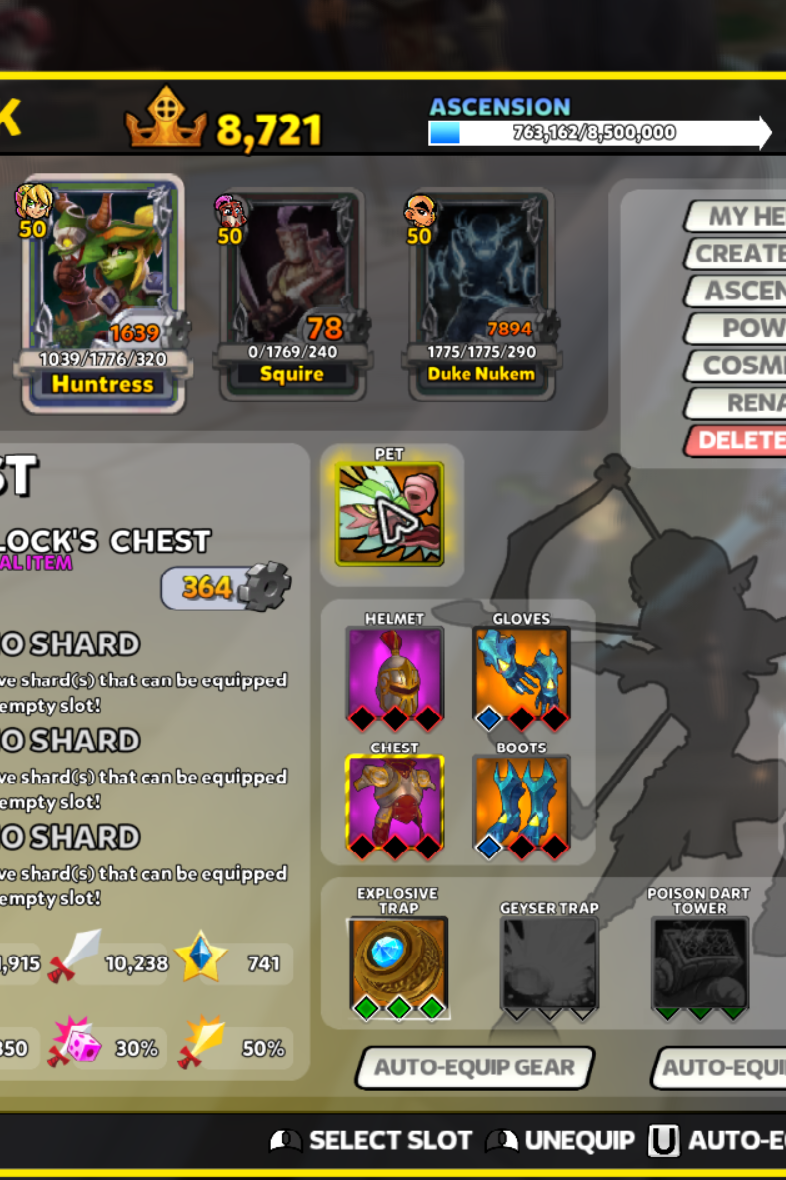 K
8,721
ASCENSION
763,162/8,500,000
50
1639
1039/1776/320
Huntress
50
78
0/1769/240
Squire
50
7894
1775/1775/290
Duke Nukem
MY HE
CREATE
ASCEN
POW
COSM
RENA
DELETE
ST
LOCK'S CHEST
AL ITEM
364
O SHARD
ve shard(s) that can be equipped
empty slot!
O SHARD
ve shard(s) that can be equipped
empty slot!
O SHARD
ve shard(s) that can be equipped
empty slot!
,915
10,238
741
350
30%
50%
PET
HELMET
GLOVES
CHEST
BOOTS
EXPLOSIVE
TRAP
GEYSER TRAP
POISON DART
TOWER
AUTO-EQUIP GEAR
AUTO-EQUI
SELECT SLOT
UNEQUIP
U
AUTO-E